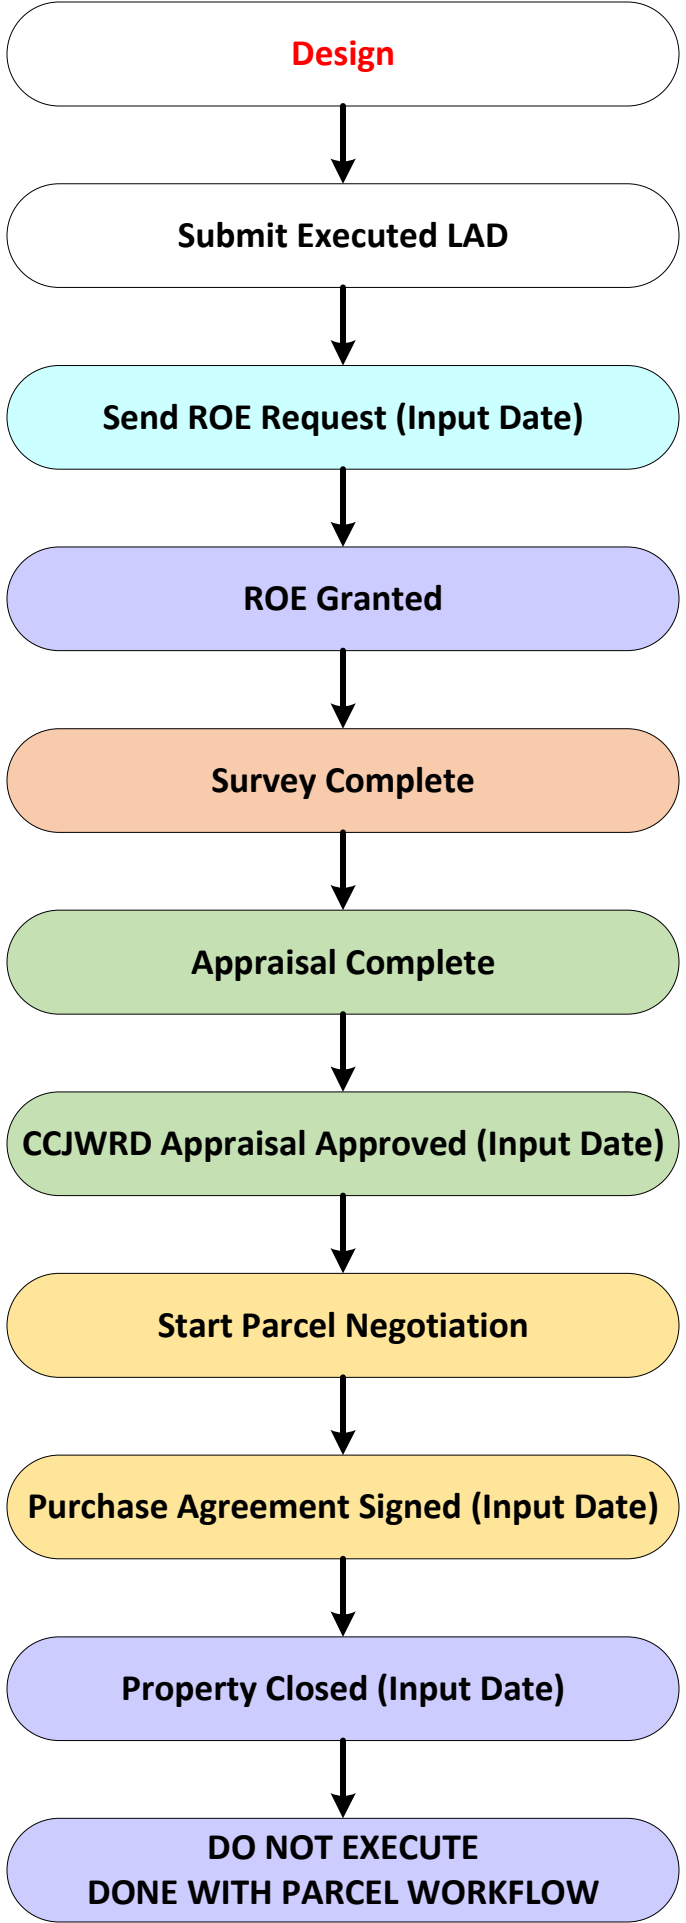 Design
Submit Executed LAD
Send ROE Request (Input Date)
ROE Granted
Survey Complete
Appraisal Complete
CCJWRD Appraisal Approved (Input Date)
Start Parcel Negotiation
Purchase Agreement Signed (Input Date)
Property Closed (Input Date)
DO NOT EXECUTE
DONE WITH PARCEL WORKFLOW